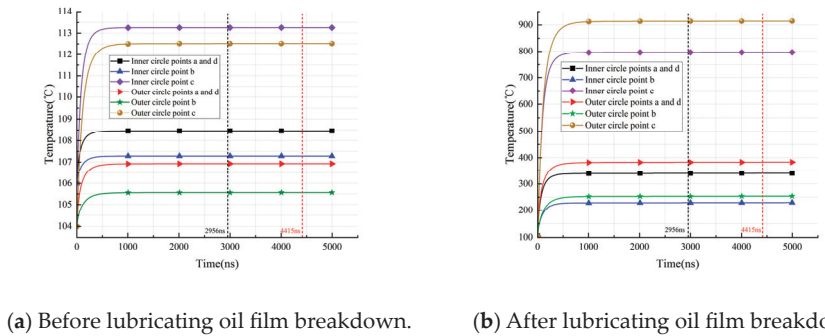 114
113
112
111
110
109
108
107
106
105
104
Temperature(℃)
Inner circle points a and d
Inner circle point b
Inner circle point c
Outer circle points a and d
Outer circle point b
Outer circle point c
2956ns
4415ns
0
1000
2000
3000
4000
5000
Time(ns)
(a) Before lubricating oil film breakdown.
900
800
700
600
500
400
300
200
100
Temperature(℃)
Inner circle points a and d
Inner circle point b
Inner circle point c
Outer circle points a and d
Outer circle point b
Outer circle point c
2956ns
4415ns
0
1000
2000
3000
4000
5000
Time(ns)
(b) After lubricating oil film breakdo